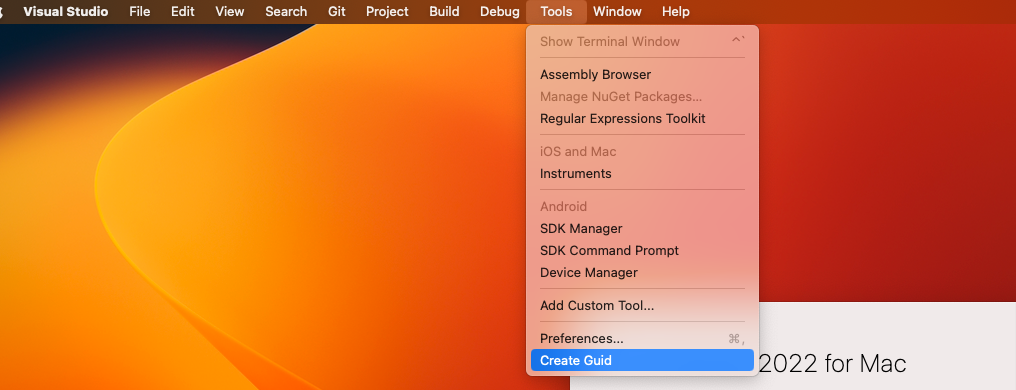 Visual Studio File Edit View Search Git Project Build Debug Tools Window Help
Show Terminal Window ^`
Assembly Browser
Manage NuGet Packages...
Regular Expressions Toolkit
iOS and Mac
Instruments
Android
SDK Manager
SDK Command Prompt
Device Manager
Add Custom Tool...
Preferences... ⌘,
Create Guid
2022 for Mac